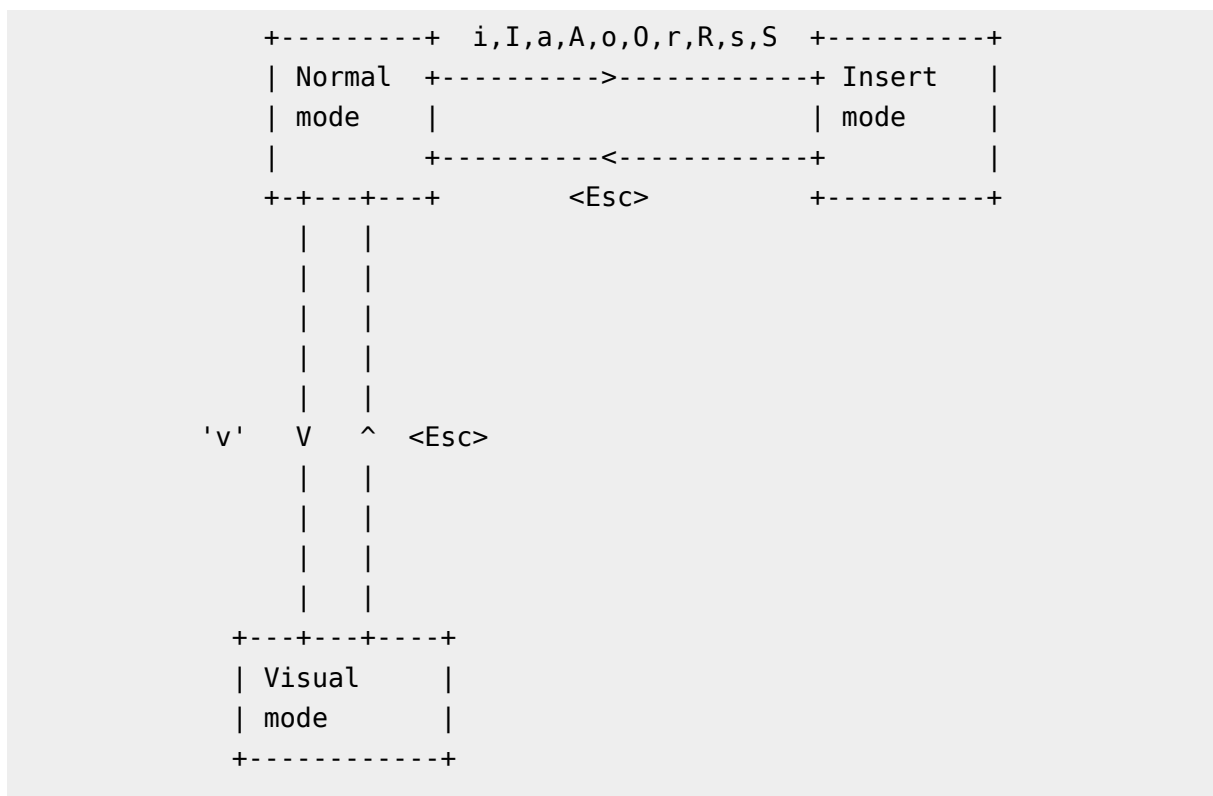 +---------+ i,I,a,A,o,O,r,R,s,S +----------+
| Normal +---------->------------+ Insert |
| mode | | mode |
| +----------<------------+ |
+-+---+---+ <Esc> +----------+
| |
| |
| |
| |
| |
'v' V ^ <Esc>
| |
| |
| |
| |
+---+---+----+
| Visual |
| mode |
+------------+